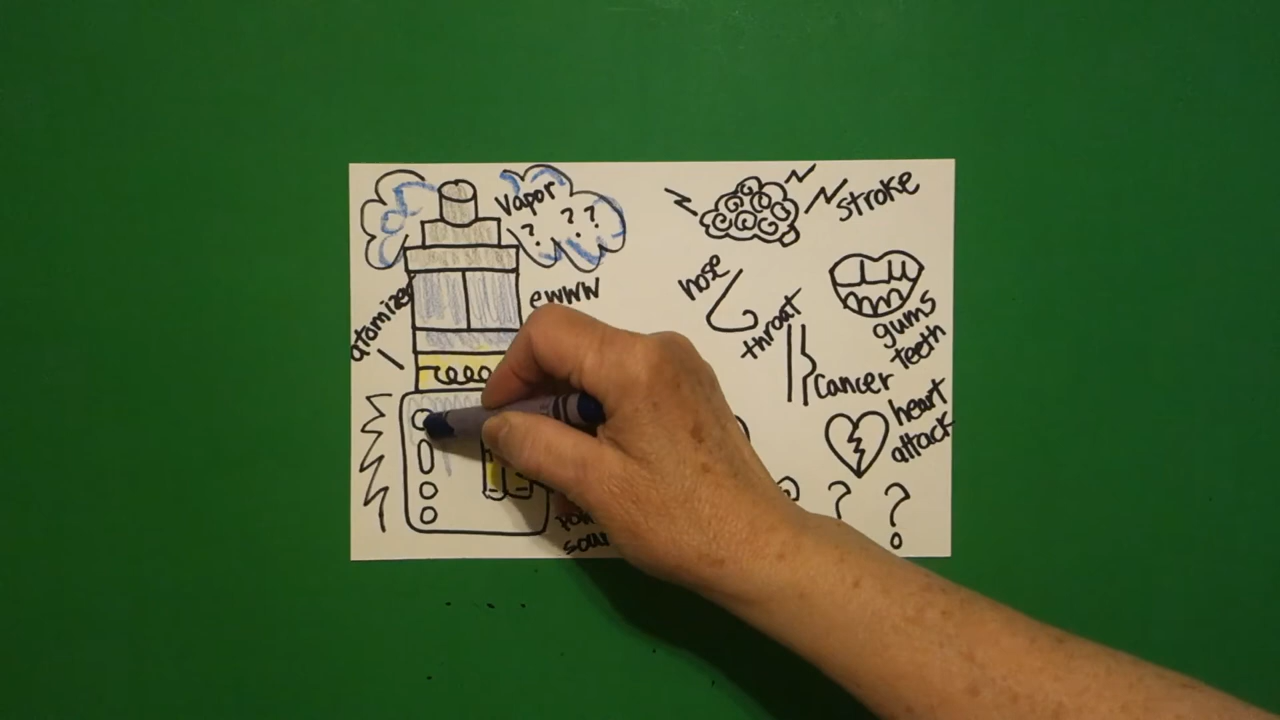 Vapor
? ? ?
ewww
atomizer
stroke
nose
throat
gums
teeth
cancer
heart
attack
? ?